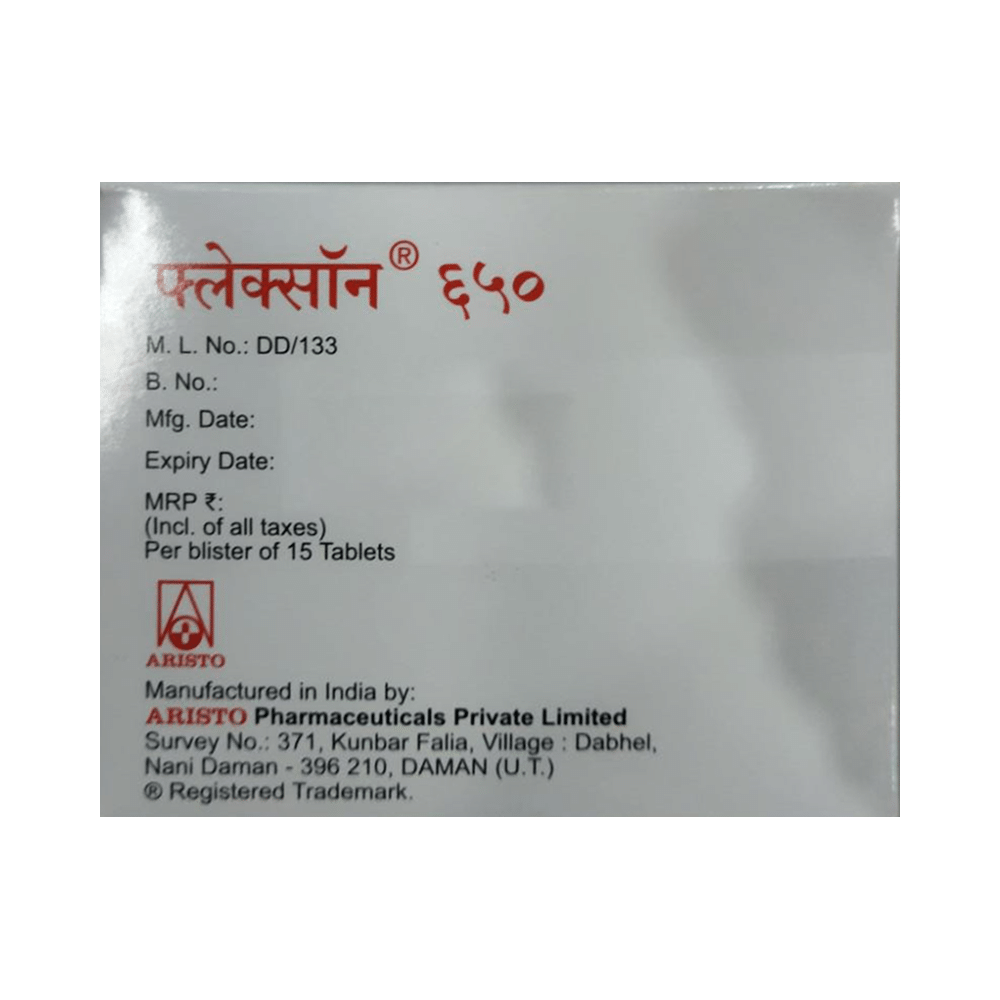 फ्लेक्सॉन® ६५०
M. L. No.: DD/133
B. No.:
Mfg. Date:
Expiry Date:
MRP ₹:
(Incl. of all taxes)
Per blister of 15 Tablets
ARISTO
Manufactured in India by:
ARISTO Pharmaceuticals Private Limited
Survey No.: 371, Kunbar Falia, Village : Dabhel,
Nani Daman - 396 210, DAMAN (U.T.)
® Registered Trademark.